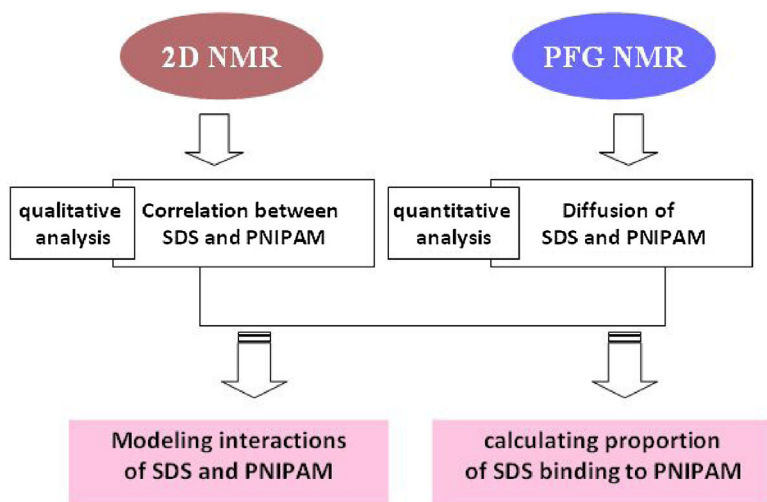 2D NMR
PFG NMR
qualitative
analysis
Correlation between
SDS and PNIPAM
quantitative
analysis
Diffusion of
SDS and PNIPAM
Modeling interactions
of SDS and PNIPAM
calculating proportion
of SDS binding to PNIPAM